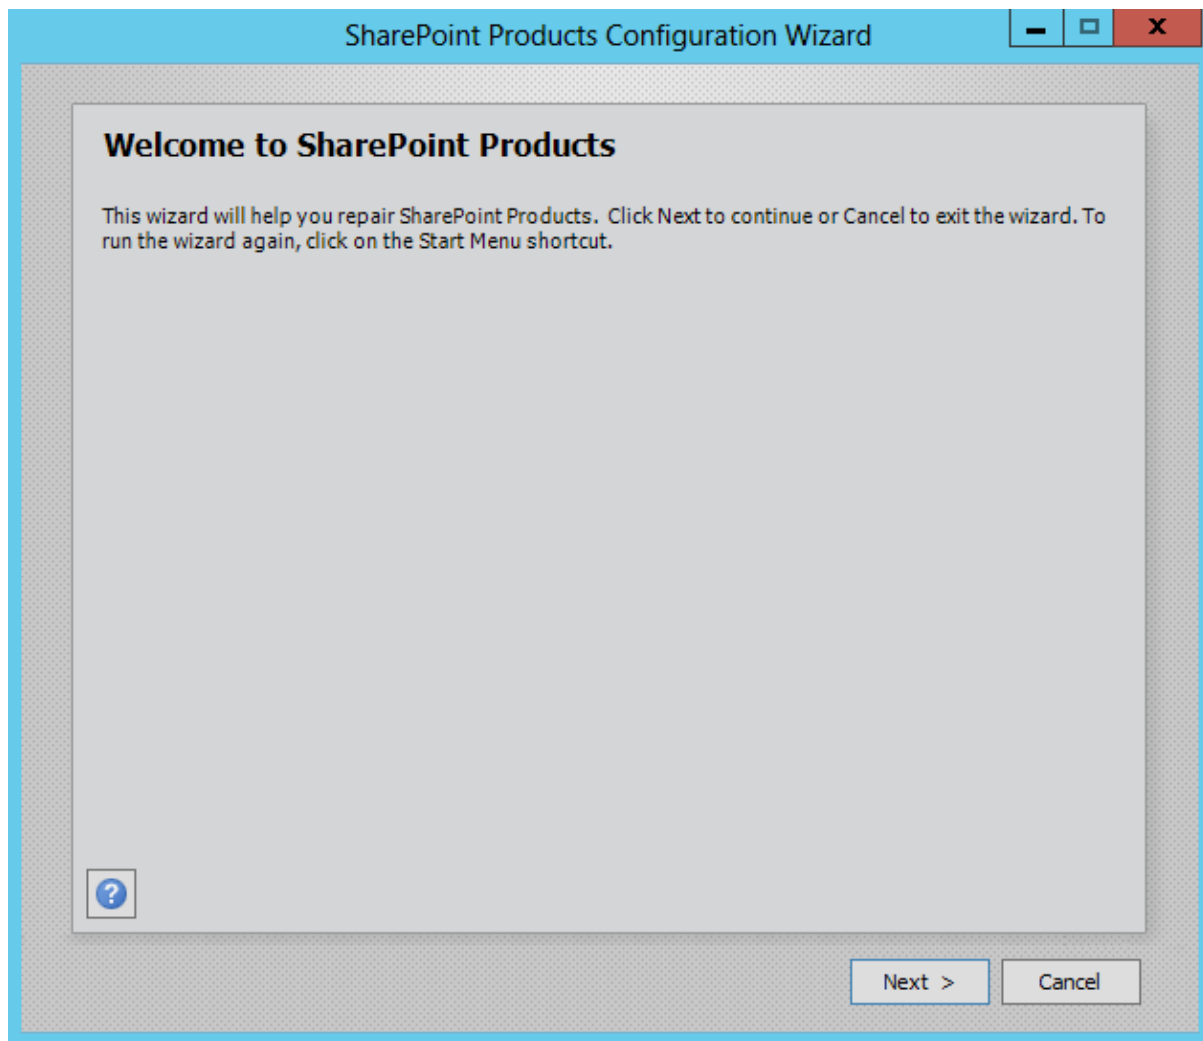 SharePoint Products Configuration Wizard
Welcome to SharePoint Products
This wizard will help you repair SharePoint Products.  Click Next to continue or Cancel to exit the wizard. To
run the wizard again, click on the Start Menu shortcut.
Next >
Cancel